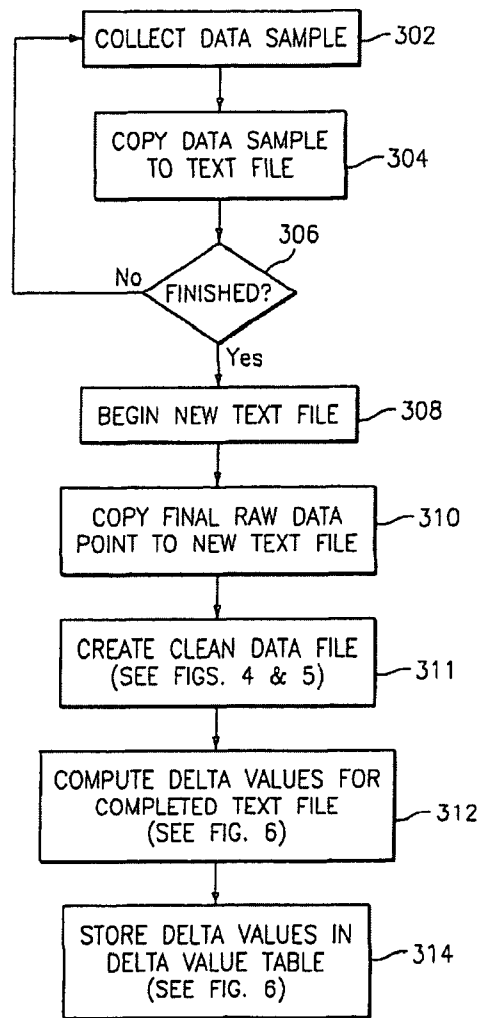 COLLECT DATA SAMPLE
302
COPY DATA SAMPLE
TO TEXT FILE
304
306
No
FINISHED?
Yes
BEGIN NEW TEXT FILE
308
COPY FINAL RAW DATA
POINT TO NEW TEXT FILE
310
CREATE CLEAN DATA FILE
(SEE FIGS. 4 & 5)
311
COMPUTE DELTA VALUES FOR
COMPLETED TEXT FILE
(SEE FIG. 6)
312
STORE DELTA VALUES IN
DELTA VALUE TABLE
(SEE FIG. 6)
314